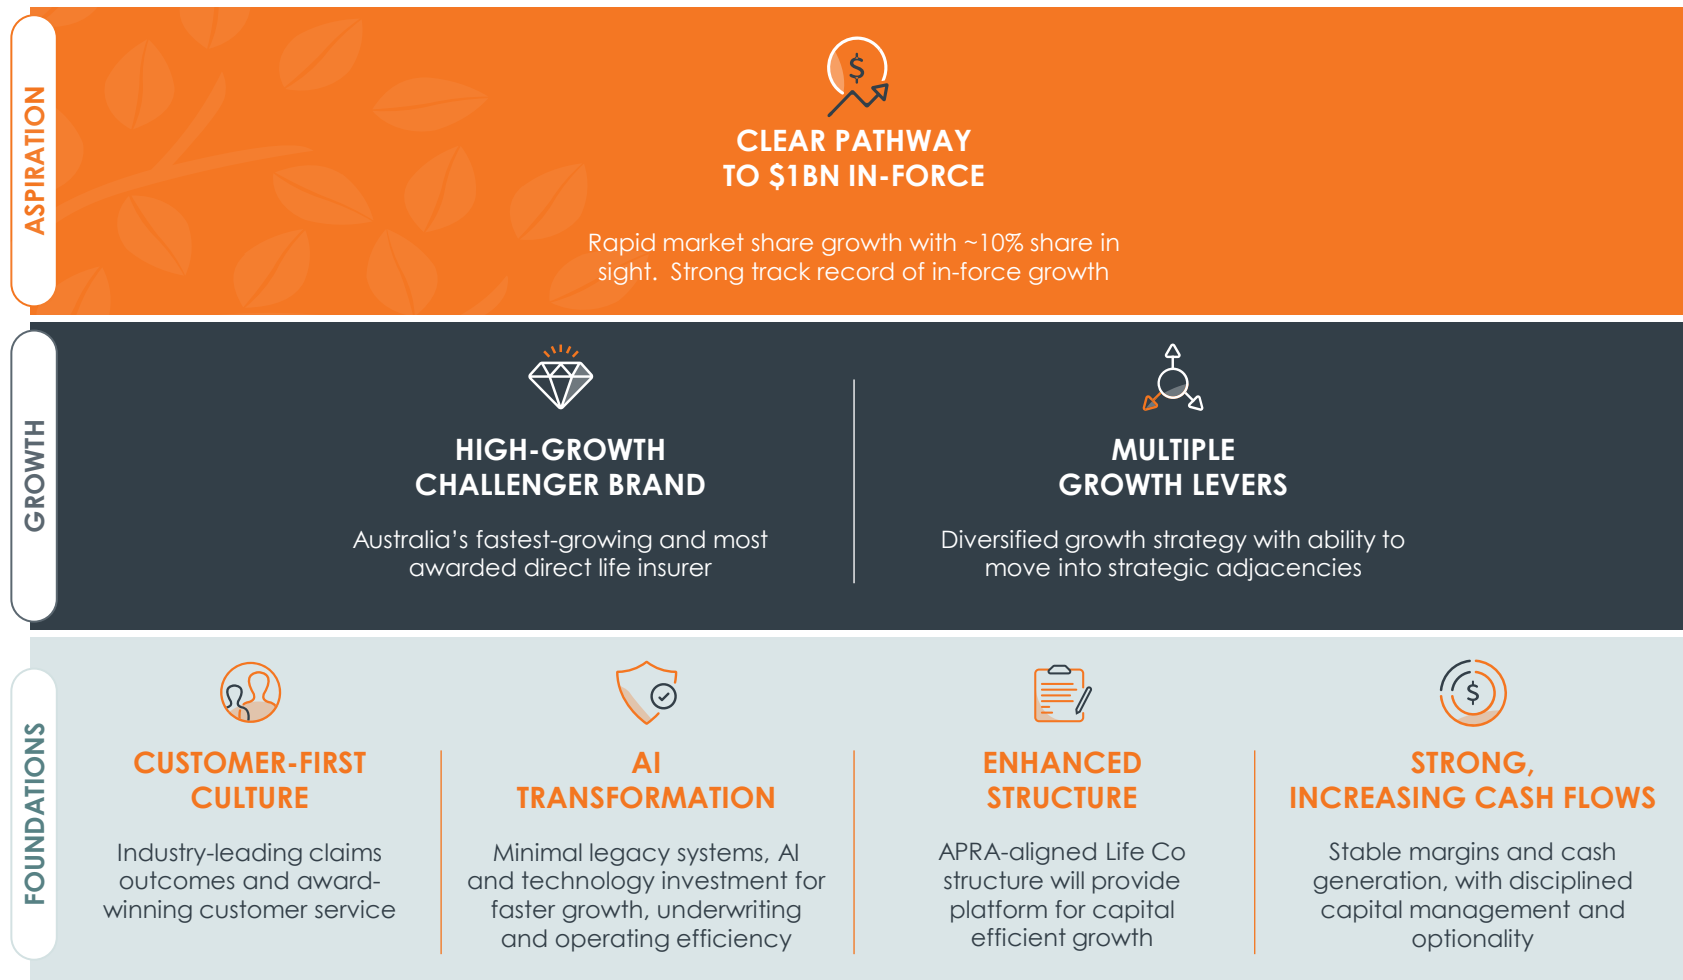 ASPIRATION
$
CLEAR PATHWAY
TO $1BN IN-FORCE
Rapid market share growth with ~10% share in
sight. Strong track record of in-force growth
GROWTH
HIGH-GROWTH
CHALLENGER BRAND
Australia's fastest-growing and most
awarded direct life insurer
MULTIPLE
GROWTH LEVERS
Diversified growth strategy with ability to
move into strategic adjacencies
FOUNDATIONS
CUSTOMER-FIRST
CULTURE
Industry-leading claims
outcomes and award-
winning customer service
AI
TRANSFORMATION
Minimal legacy systems, AI
and technology investment for
faster growth, underwriting
and operating efficiency
ENHANCED
STRUCTURE
APRA-aligned Life Co
structure will provide
platform for capital
efficient growth
$
STRONG,
INCREASING CASH FLOWS
Stable margins and cash
generation, with disciplined
capital management and
optionality